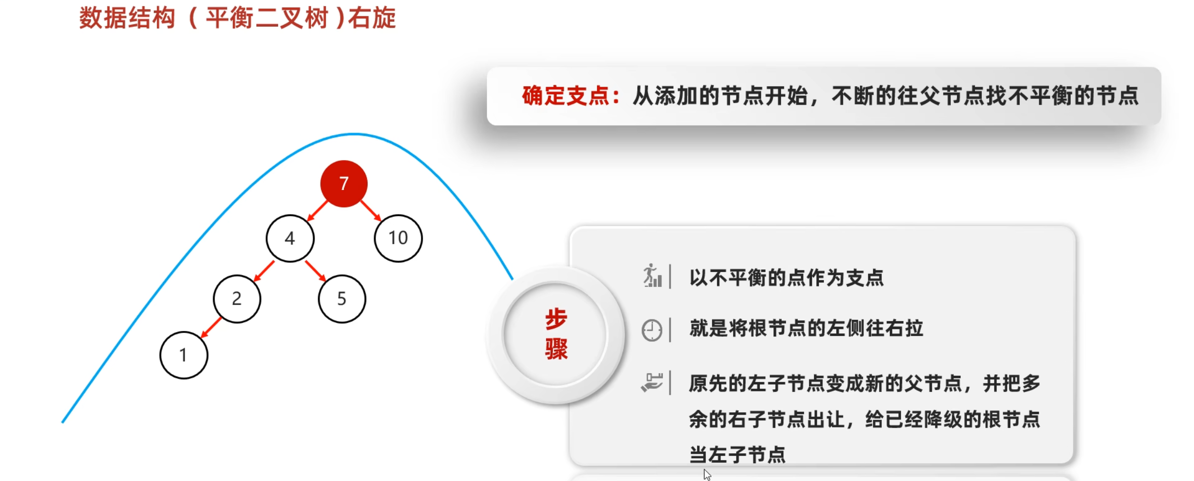 数据结构（平衡二叉树)右旋
确定支点：从添加的节点开始，不断的往父节点找不平衡的节点
7
4
10
2
5
1
步
骤
以不平衡的点作为支点
就是将根节点的左侧往右拉
原先的左子节点变成新的父节点，并把多
余的右子节点出让，给已经降级的根节点
当左子节点